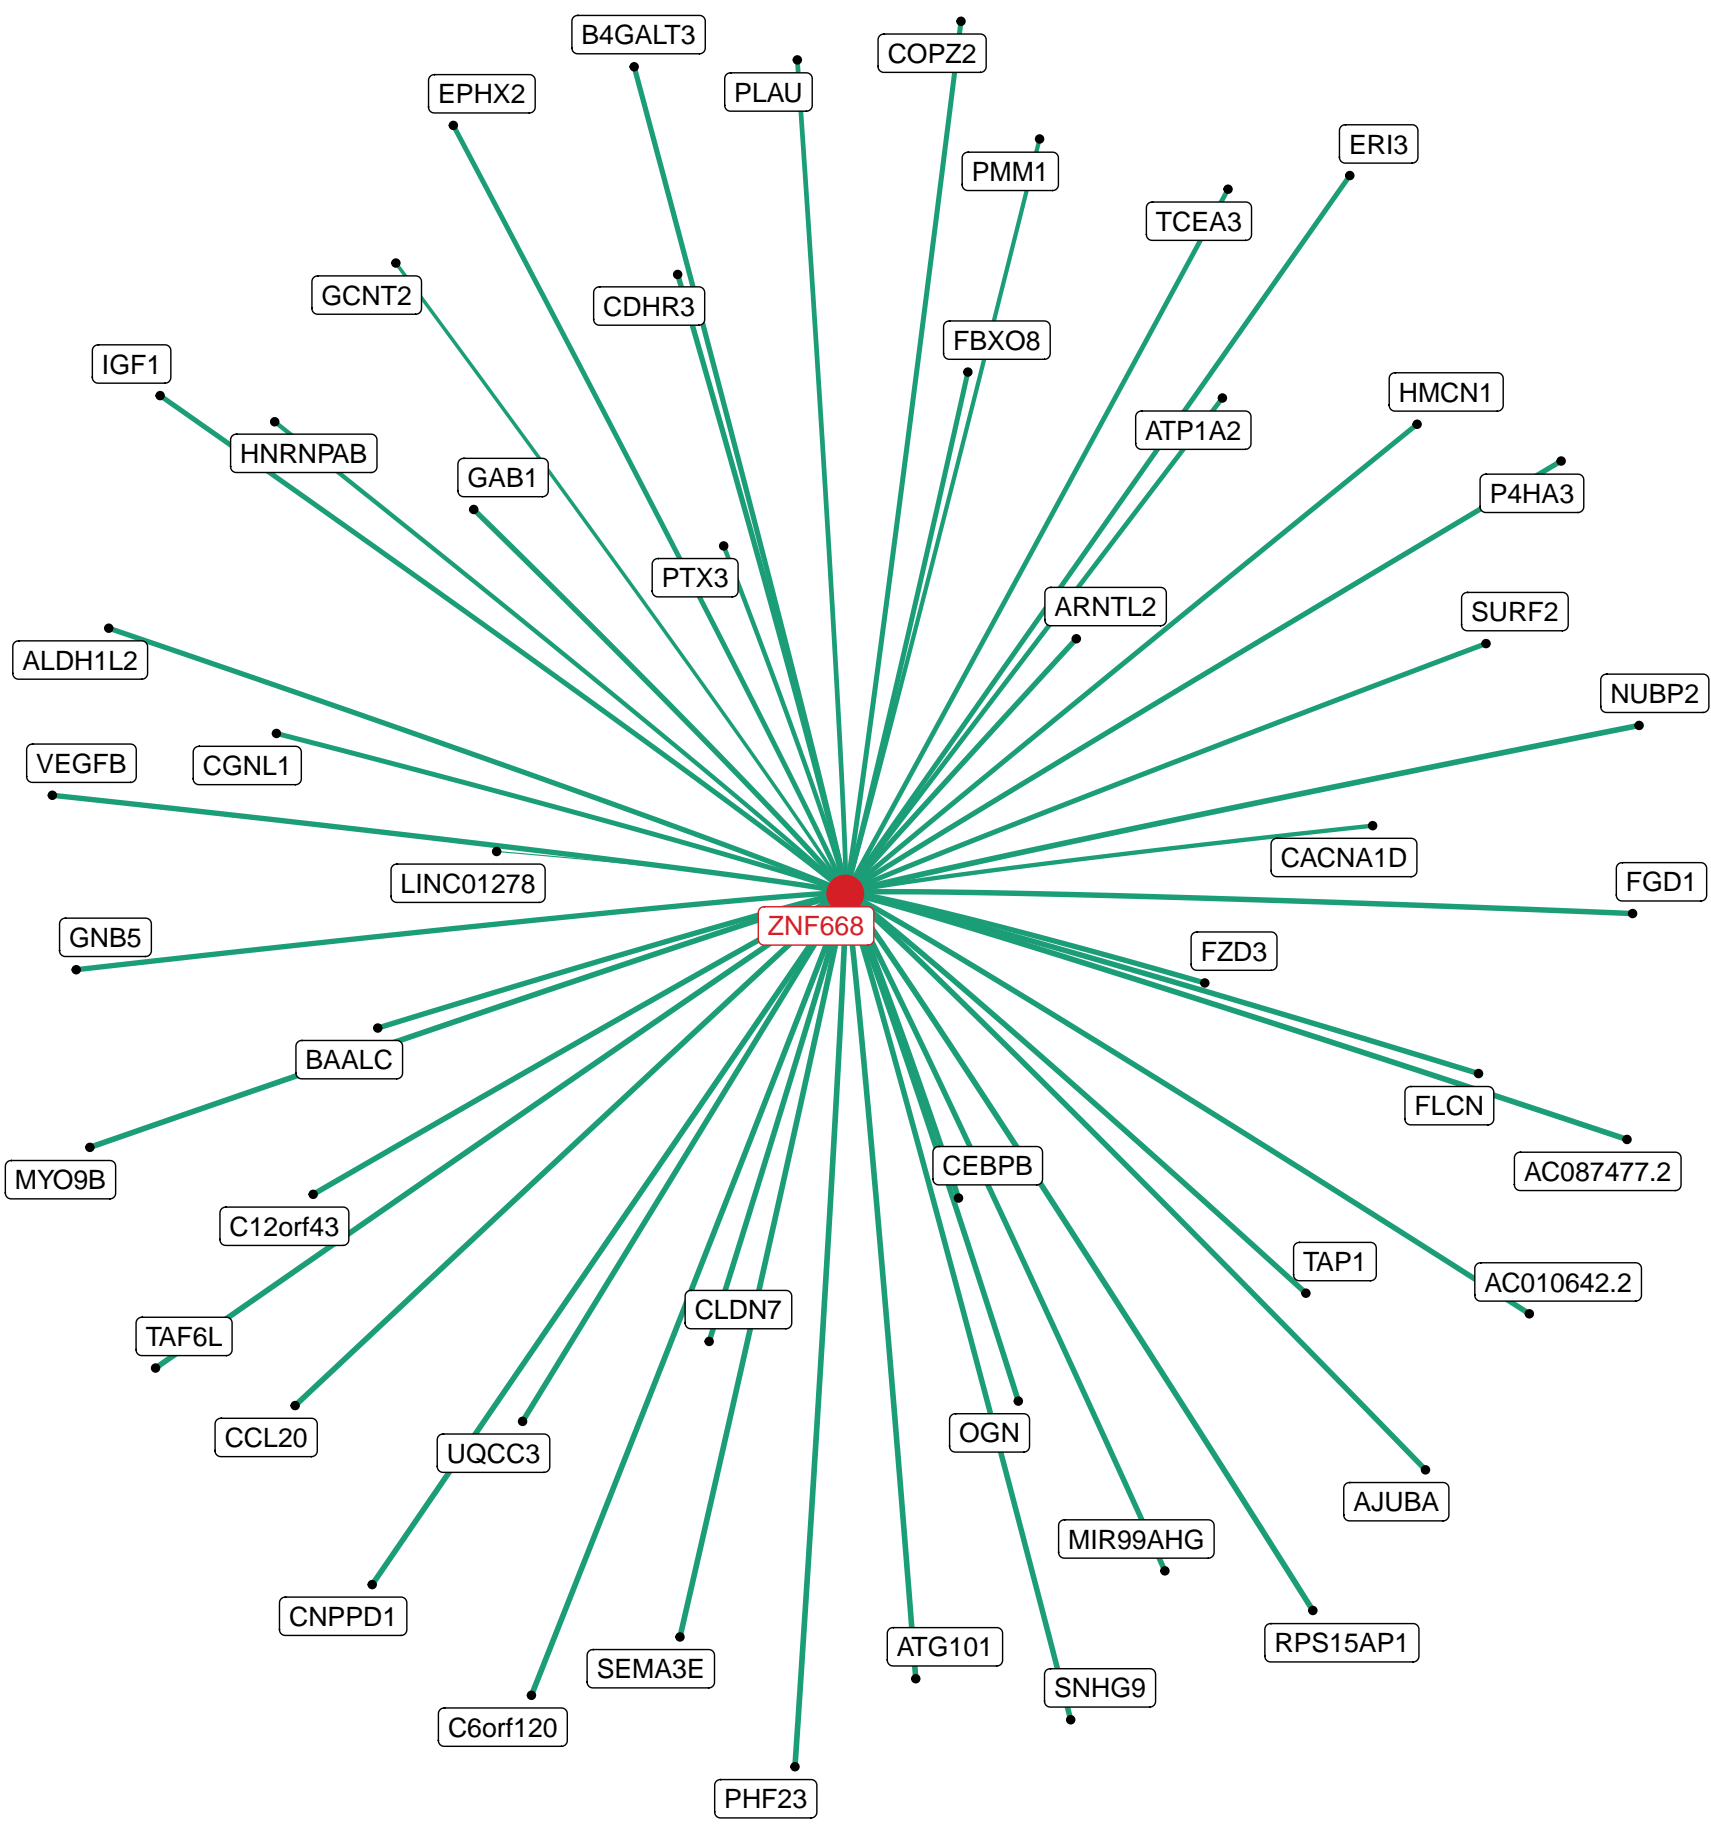 B4GALT3
COPZ2
EPHX2
PLAU
ERI3
PMM1
TCEA3
GCNT2
CDHR3
FBXO8
IGF1
HMCN1
ATP1A2
HNRNPAB
GAB1
P4HA3
PTX3
ARNTL2
SURF2
ALDH1L2
NUBP2
VEGFB
CGNL1
CACNA1D
LINC01278
FGD1
ZNF668
GNB5
FZD3
BAALC
FLCN
CEBPB
AC087477.2
MYO9B
C12orf43
TAP1
AC010642.2
CLDN7
TAF6L
OGN
CCL20
UQCC3
AJUBA
MIR99AHG
CNPPD1
RPS15AP1
ATG101
SEMA3E
SNHG9
C6orf120
PHF23